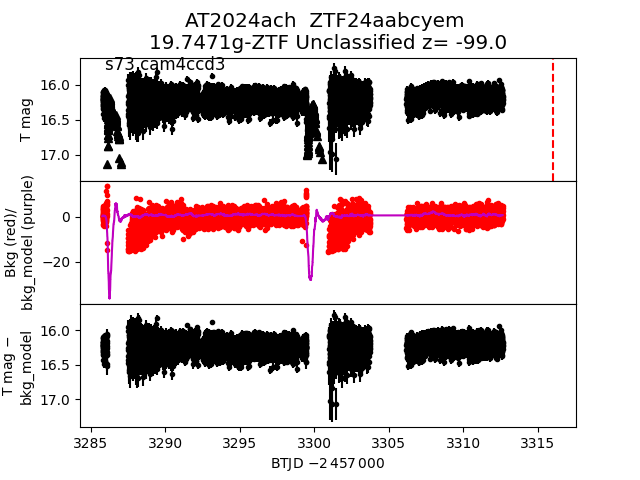 AT2024ach  ZTF24aabcyem
19.7471g-ZTF Unclassified z= -99.0
s73 cam4ccd3
T mag
16.0
16.5
17.0
Bkg (red)/
bkg_model (purple)
0
−20
T mag −
bkg_model
16.0
16.5
17.0
3285 3290 3295 3300 3305 3310 3315
BTJD −2 457 000